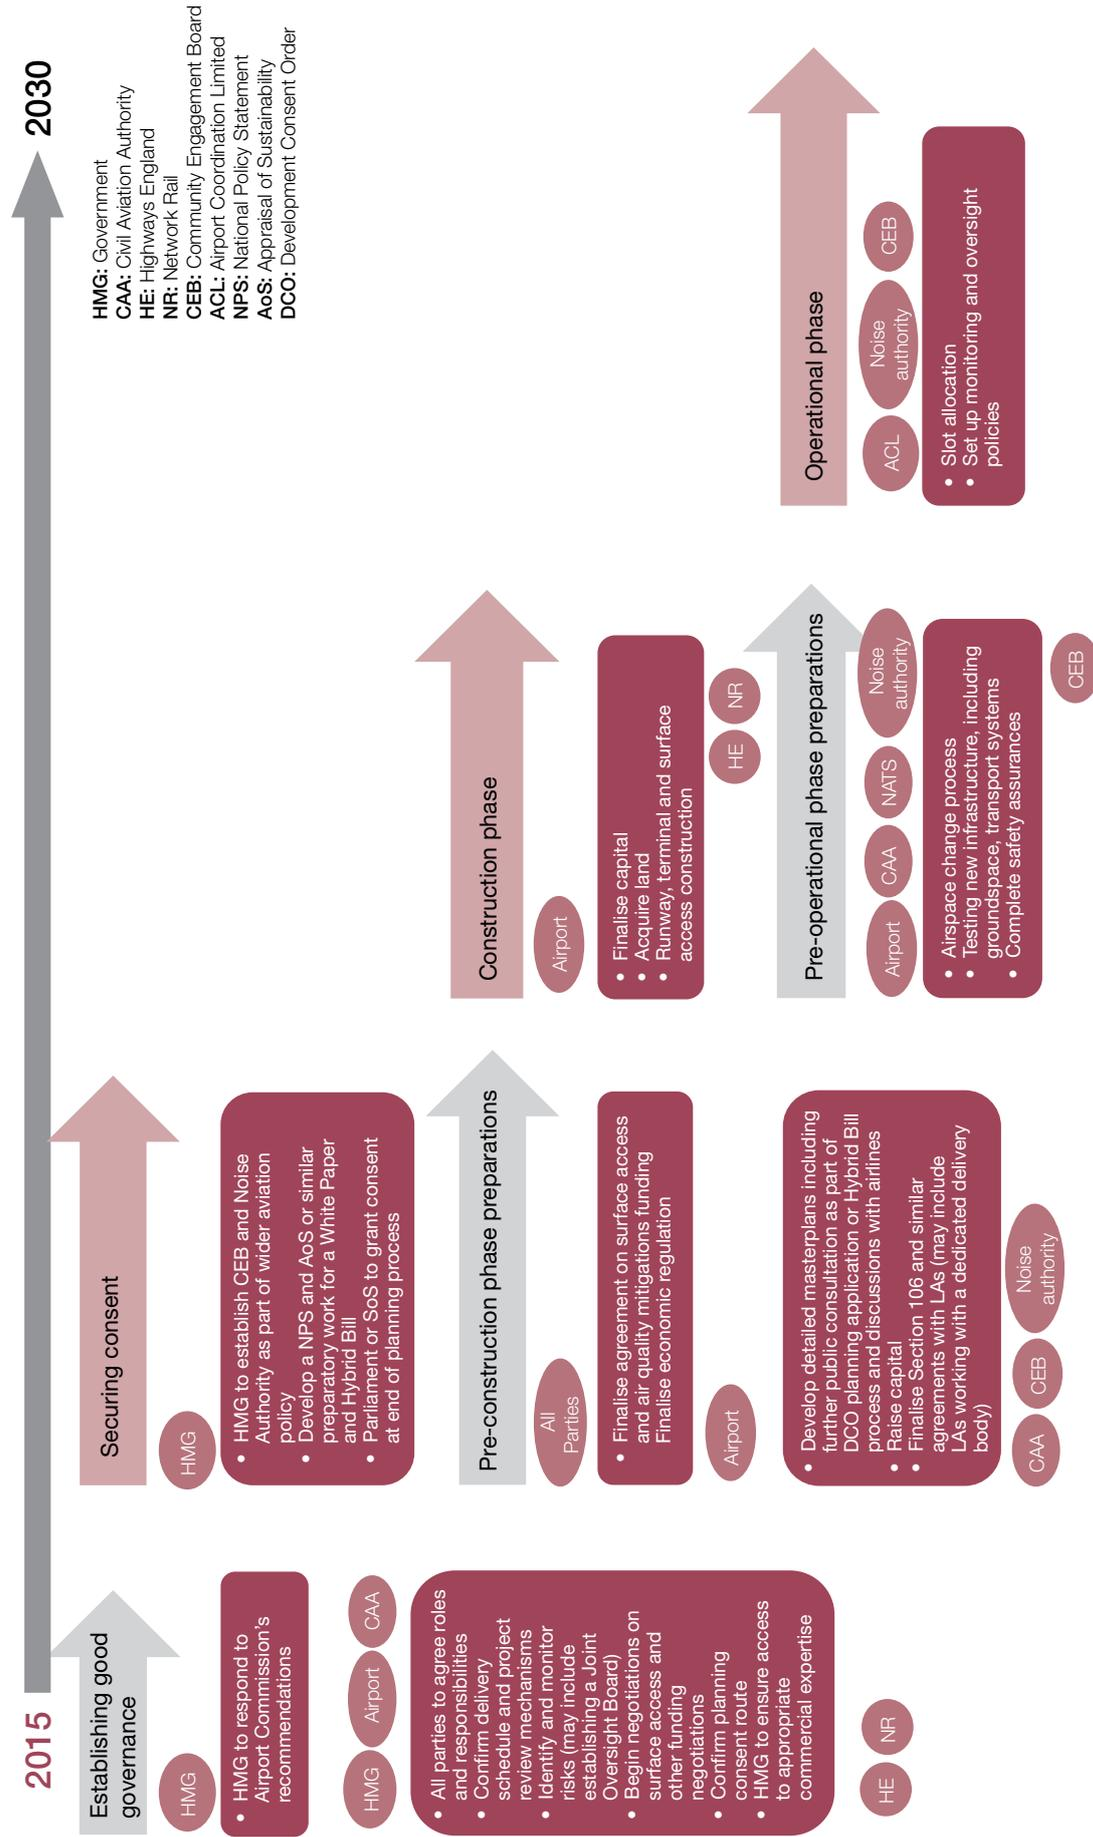 2015
2030
HMG: Government
CAA: Civil Aviation Authority
HE: Highways England
NR: Network Rail
CEB: Community Engagement Board
ACL: Airport Coordination Limited
NPS: National Policy Statement
AoS: Appraisal of Sustainability
DCO: Development Consent Order
Establishing good
governance
HMG
• HMG to respond to
Airport Commission’s
recommendations
HMG
Airport
CAA
• All parties to agree roles
and responsibilities
• Confirm delivery
schedule and project
review mechanisms
• Identify and monitor
risks (may include
establishing a Joint
Oversight Board)
• Begin negotiations on
surface access and
other funding
negotiations
• Confirm planning
consent route
• HMG to ensure access
to appropriate
commercial expertise
HE
NR
Securing consent
HMG
• HMG to establish CEB and Noise
Authority as part of wider aviation
policy
• Develop a NPS and AoS or similar
preparatory work for a White Paper
and Hybrid Bill
• Parliament or SoS to grant consent
at end of planning process
Pre-construction phase preparations
All
Parties
• Finalise agreement on surface access
and air quality mitigations funding
Finalise economic regulation
Airport
• Develop detailed masterplans including
further public consultation as part of
DCO planning application or Hybrid Bill
process and discussions with airlines
• Raise capital
• Finalise Section 106 and similar
agreements with LAs (may include
LAs working with a dedicated delivery
body)
CAA
CEB
Noise
authority
Construction phase
Airport
• Finalise capital
• Acquire land
• Runway, terminal and surface
access construction
HE
NR
Pre-operational phase preparations
Airport
CAA
NATS
Noise
authority
• Airspace change process
• Testing new infrastructure, including
groundspace, transport systems
• Complete safety assurances
CEB
Operational phase
ACL
Noise
authority
CEB
• Slot allocation
• Set up monitoring and oversight
policies